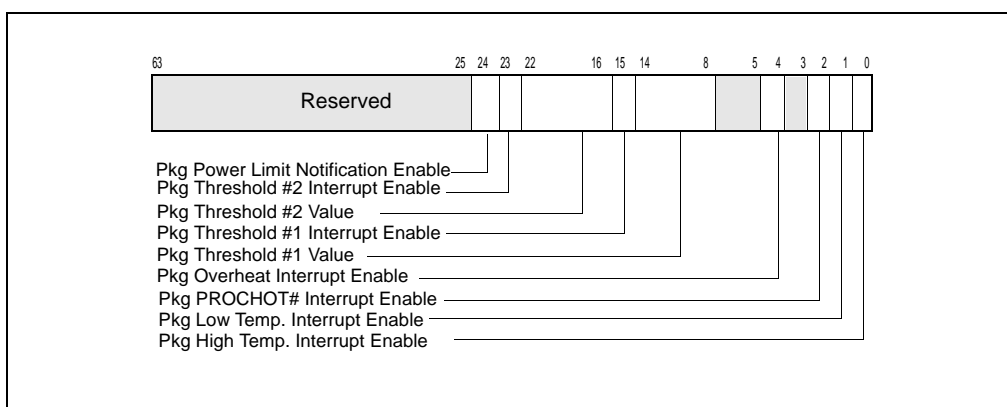 63 25 24 23 22 16 15 14 8 5 4 3 2 1 0
Reserved
Pkg Power Limit Notification Enable
Pkg Threshold #2 Interrupt Enable
Pkg Threshold #2 Value
Pkg Threshold #1 Interrupt Enable
Pkg Threshold #1 Value
Pkg Overheat Interrupt Enable
Pkg PROCHOT# Interrupt Enable
Pkg Low Temp. Interrupt Enable
Pkg High Temp. Interrupt Enable